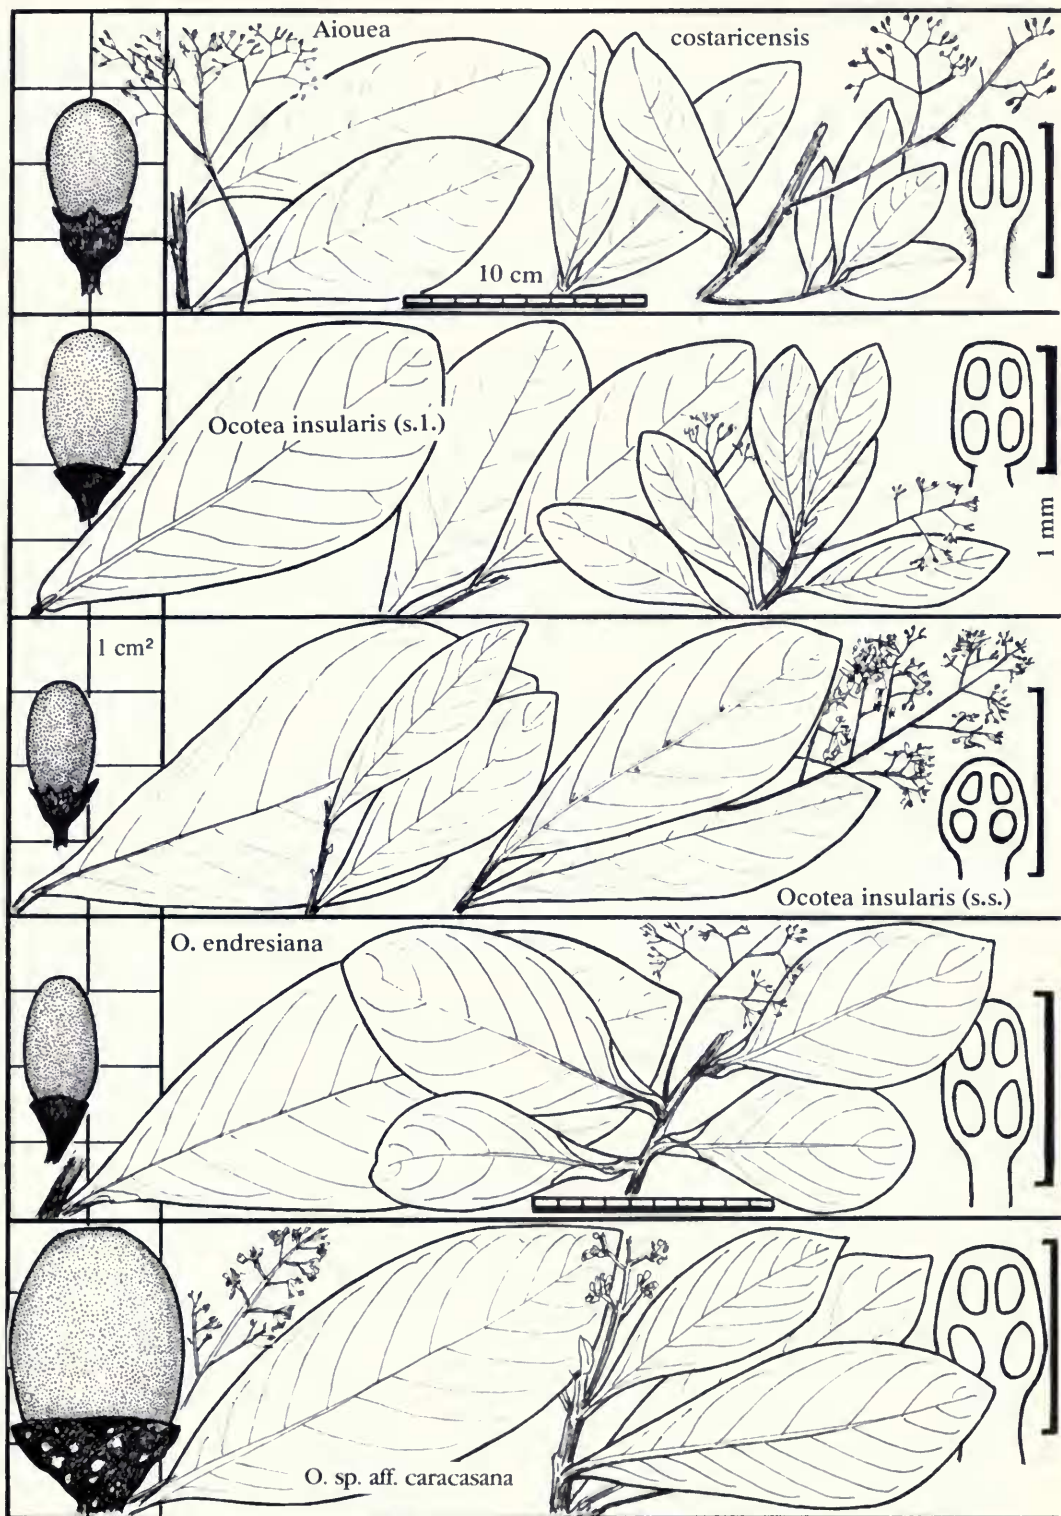 Aiouea costaricensis
10 cm
Ocotea insularis (s.l.)
1 mm
1 cm²
Ocotea insularis (s.s.)
O. endresiana
O. sp. aff. caracasana